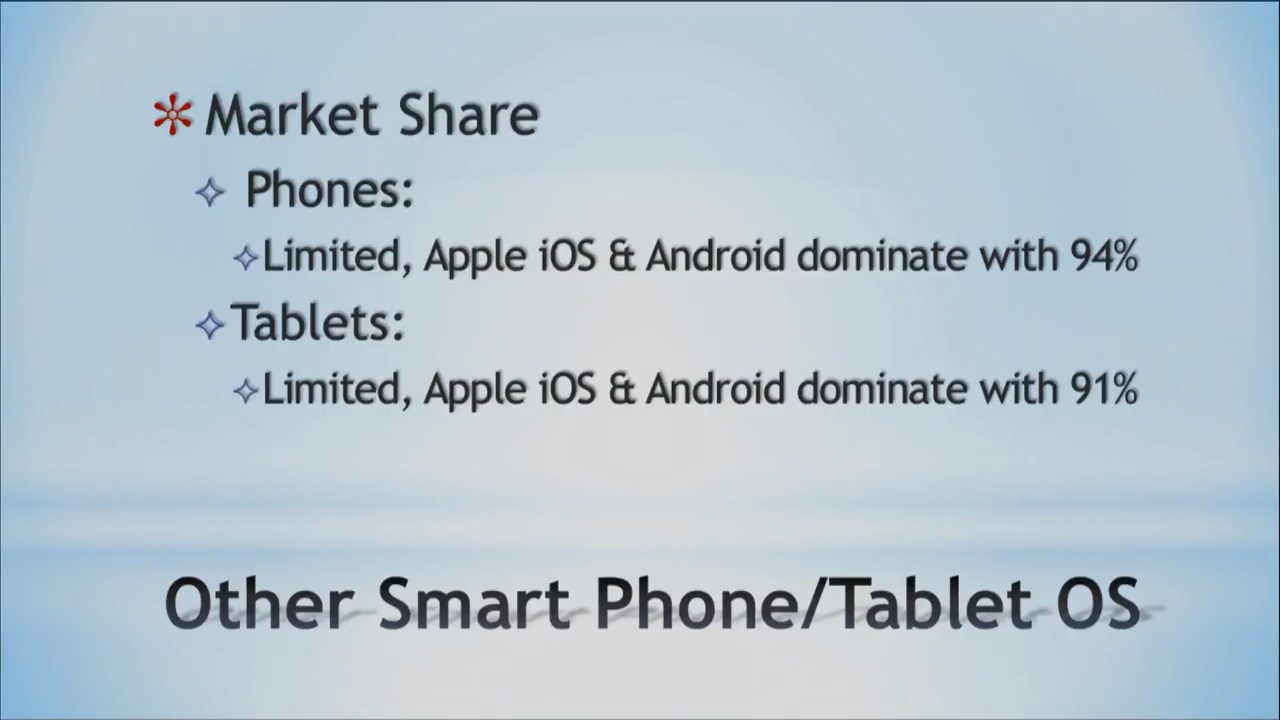 Market Share
Phones:
Limited, Apple iOS & Android dominate with 94%
Tablets:
Limited, Apple iOS & Android dominate with 91%
Other Smart Phone/Tablet OS